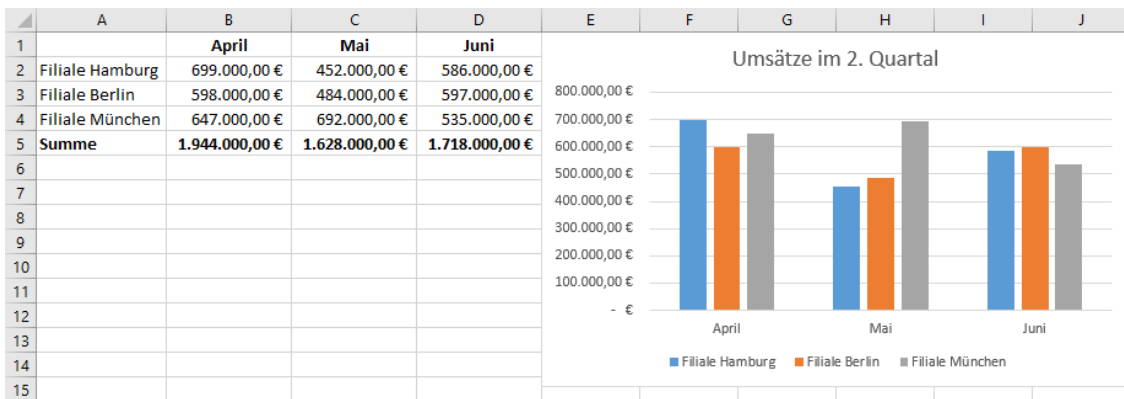 A B C D E F G H I J
1 April Mai Juni
2 Filiale Hamburg 699.000,00 € 452.000,00 € 586.000,00 €
3 Filiale Berlin 598.000,00 € 484.000,00 € 597.000,00 €
4 Filiale München 647.000,00 € 692.000,00 € 535.000,00 €
5 Summe 1.944.000,00 € 1.628.000,00 € 1.718.000,00 €
6
7
8
9
10
11
12
13
14
15
Umsätze im 2. Quartal
800.000,00 €
700.000,00 €
600.000,00 €
500.000,00 €
400.000,00 €
300.000,00 €
200.000,00 €
100.000,00 €
- €
April Mai Juni
Filiale Hamburg Filiale Berlin Filiale München